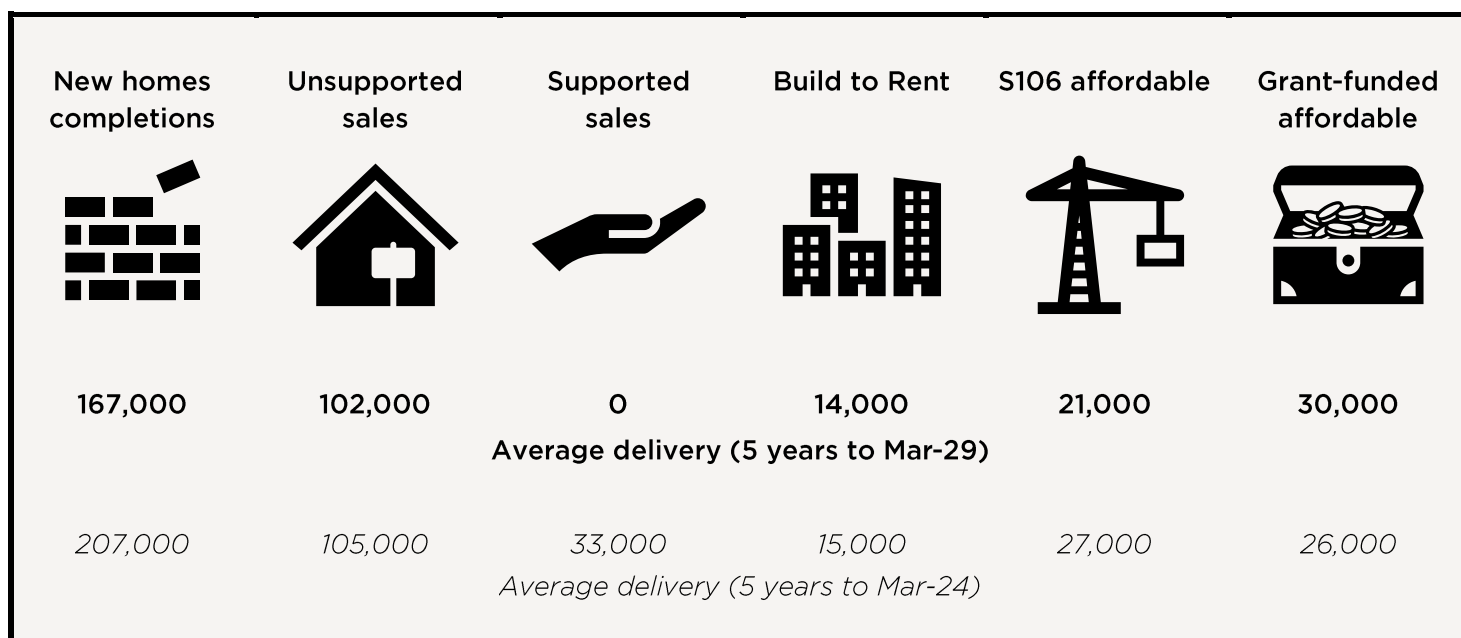 New homes
completions
Unsupported
sales
Supported
sales
Build to Rent
S106 affordable
Grant-funded
affordable
167,000
102,000
0
14,000
21,000
30,000
Average delivery (5 years to Mar-29)
207,000
105,000
33,000
15,000
27,000
26,000
Average delivery (5 years to Mar-24)